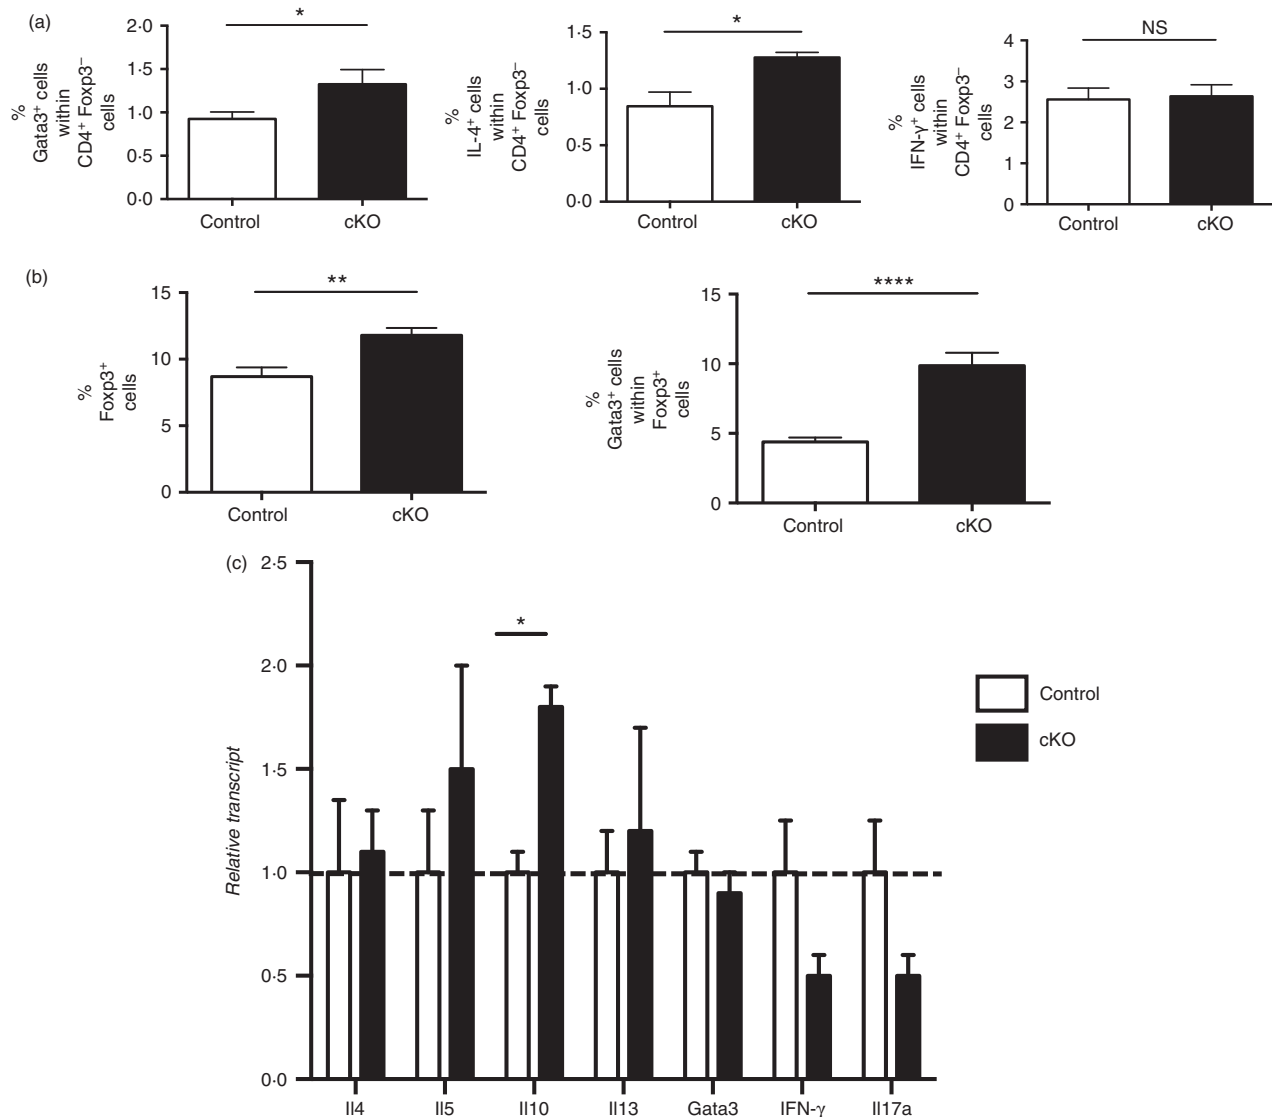 (a)
2·0
1·5
1·0
0·5
0·0
%
Gata3⁺ cells
within
CD4⁺ Foxp3⁻
cells
*
Control
cKO
1·5
1·0
0·5
0·0
%
IL-4⁺ cells
within
CD4⁺ Foxp3⁻
cells
*
Control
cKO
4
3
2
1
0
%
IFN-γ⁺ cells
within
CD4⁺ Foxp3⁻
cells
NS
Control
cKO
(b)
15
10
5
0
%
Foxp3⁺
cells
**
Control
cKO
15
10
5
0
%
Gata3⁺ cells
within
Foxp3⁺
cells
****
Control
cKO
(c)
2·5
2·0
1·5
1·0
0·5
0·0
Relative transcript
*
Il4
Il5
Il10
Il13
Gata3
IFN-γ
Il17a
Control
cKO